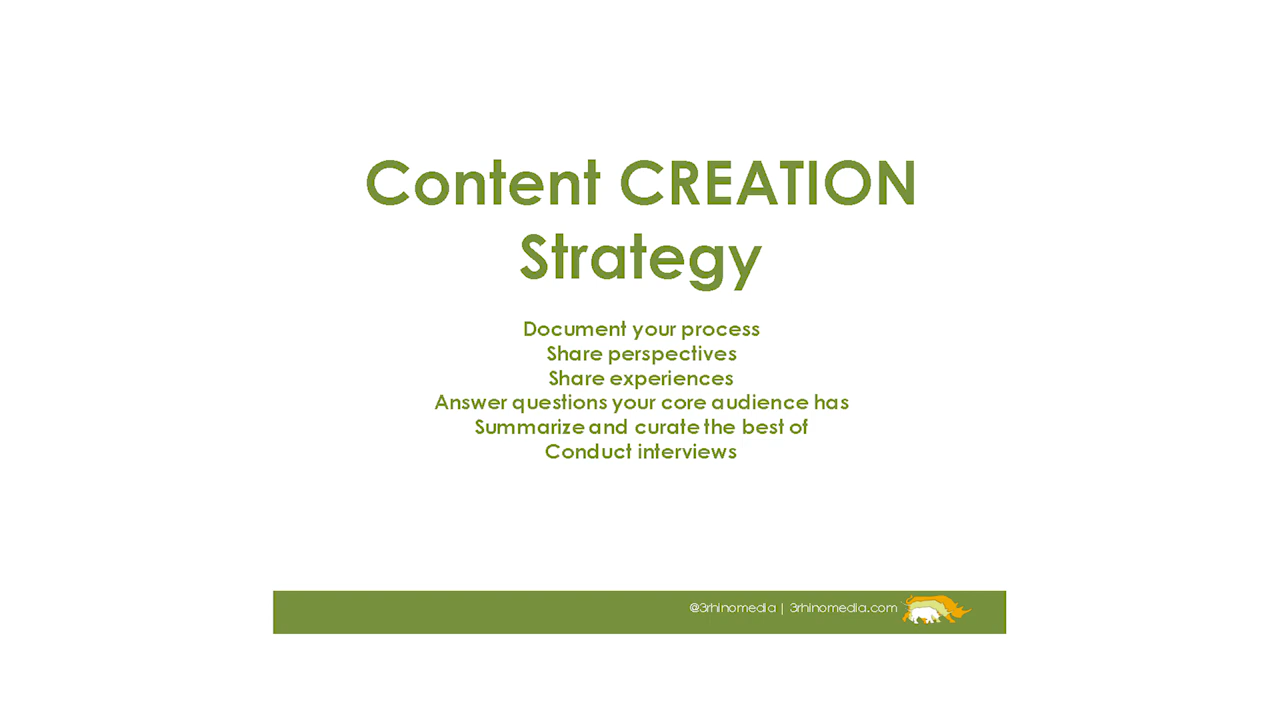 Content CREATION
Strategy
Document your process
Share perspectives
Share experiences
Answer questions your core audience has
Summarize and curate the best of
Conduct interviews
@3rhinomedia | 3rhinomedia.com